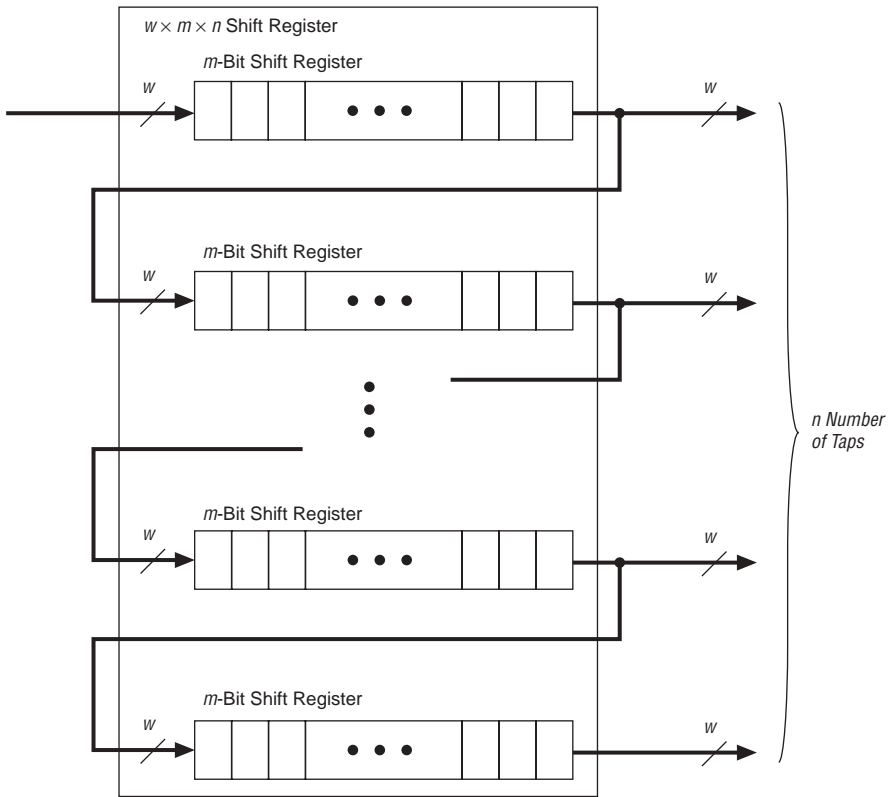 w × m × n Shift Register
m-Bit Shift Register
w
w
m-Bit Shift Register
w
w
n Number
of Taps
m-Bit Shift Register
w
w
m-Bit Shift Register
w
w